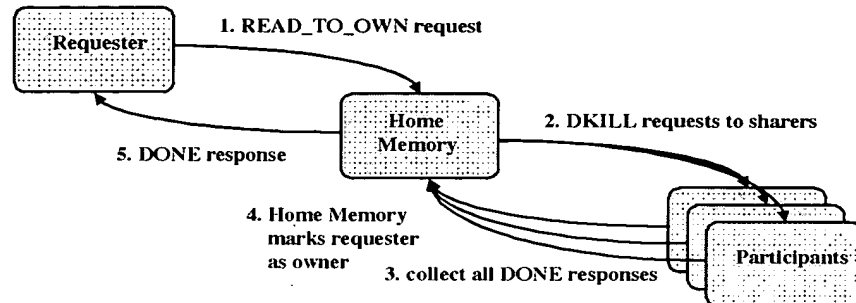 1. READ_TO_OWN request
Requester
Home
Memory
2. DKILL requests to sharers
5. DONE response
4. Home Memory
marks requester
as owner
Participants
3. collect all DONE responses